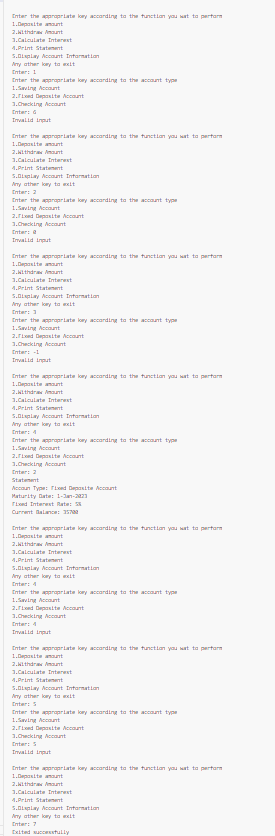 Enter the appropriate key according to the function you wat to perform
1.Deposite amount
2.Withdraw Amount
3.Calculate Interest
4.Print Statement
5.Display Account Information
Any other key to exit
Enter: 1
Enter the appropriate key according to the account type
1.Saving Account
2.Fixed Deposite Account
3.Checking Account
Enter: 6
Invalid input
Enter the appropriate key according to the function you wat to perform
1.Deposite amount
2.Withdraw Amount
3.Calculate Interest
4.Print Statement
5.Display Account Information
Any other key to exit
Enter: 2
Enter the appropriate key according to the account type
1.Saving Account
2.Fixed Deposite Account
3.Checking Account
Enter: 0
Invalid input
Enter the appropriate key according to the function you wat to perform
1.Deposite amount
2.Withdraw Amount
3.Calculate Interest
4.Print Statement
5.Display Account Information
Any other key to exit
Enter: 3
Enter the appropriate key according to the account type
1.Saving Account
2.Fixed Deposite Account
3.Checking Account
Enter: -1
Invalid input
Enter the appropriate key according to the function you wat to perform
1.Deposite amount
2.Withdraw Amount
3.Calculate Interest
4.Print Statement
5.Display Account Information
Any other key to exit
Enter: 4
Enter the appropriate key according to the account type
1.Saving Account
2.Fixed Deposite Account
3.Checking Account
Enter: 2
Statement
Accoun Type: Fixed Deposite Account
Maturity Date: 1-Jan-2023
Fixed Interest Rate: 5%
Current Balance: 35700
Enter the appropriate key according to the function you wat to perform
1.Deposite amount
2.Withdraw Amount
3.Calculate Interest
4.Print Statement
5.Display Account Information
Any other key to exit
Enter: 4
Enter the appropriate key according to the account type
1.Saving Account
2.Fixed Deposite Account
3.Checking Account
Enter: 4
Invalid input
Enter the appropriate key according to the function you wat to perform
1.Deposite amount
2.Withdraw Amount
3.Calculate Interest
4.Print Statement
5.Display Account Information
Any other key to exit
Enter: 5
Enter the appropriate key according to the account type
1.Saving Account
2.Fixed Deposite Account
3.Checking Account
Enter: 5
Invalid input
Enter the appropriate key according to the function you wat to perform
1.Deposite amount
2.Withdraw Amount
3.Calculate Interest
4.Print Statement
5.Display Account Information
Any other key to exit
Enter: 7
Exited successfully